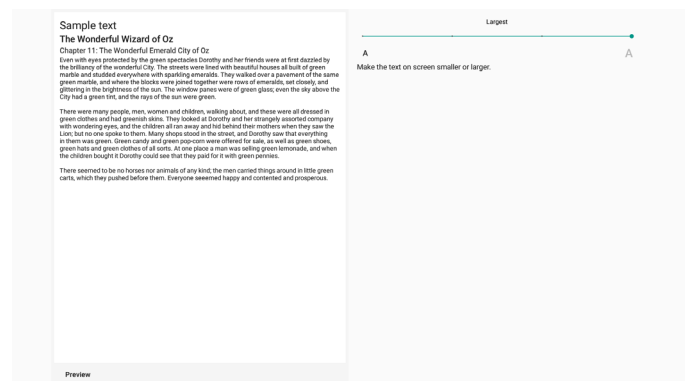 Sample text
The Wonderful Wizard of Oz
Chapter 11: The Wonderful Emerald City of Oz
Even with eyes protected by the green spectacles Dorothy and her friends were at first dazzled by
the brilliancy of the wonderful City. The streets were lined with beautiful houses all built of green
marble and studded everywhere with sparkling emeralds. They walked over a pavement of the same
green marble, and where the blocks were joined together were rows of emeralds, set closely, and
glittering in the brightness of the sun. The window panes were of green glass; even the sky above the
City had a green tint, and the rays of the sun were green.
There were many people, men, women and children, walking about, and these were all dressed in
green clothes and had greenish skins. They looked at Dorothy and her strangely assorted company
with wondering eyes, and the children all ran away and hid behind their mothers when they saw the
Lion; but no one spoke to them. Many shops stood in the street, and Dorothy saw that everything
in them was green. Green candy and green pop-corn were offered for sale, as well as green shoes,
green hats and green clothes of all sorts. At one place a man was selling green lemonade, and when
the children bought it Dorothy could see that they paid for it with green pennies.
There seemed to be no horses nor animals of any kind; the men carried things around in little green
carts, which they pushed before them. Everyone seeemed happy and contented and prosperous.
Preview
Largest
A A
Make the text on screen smaller or larger.